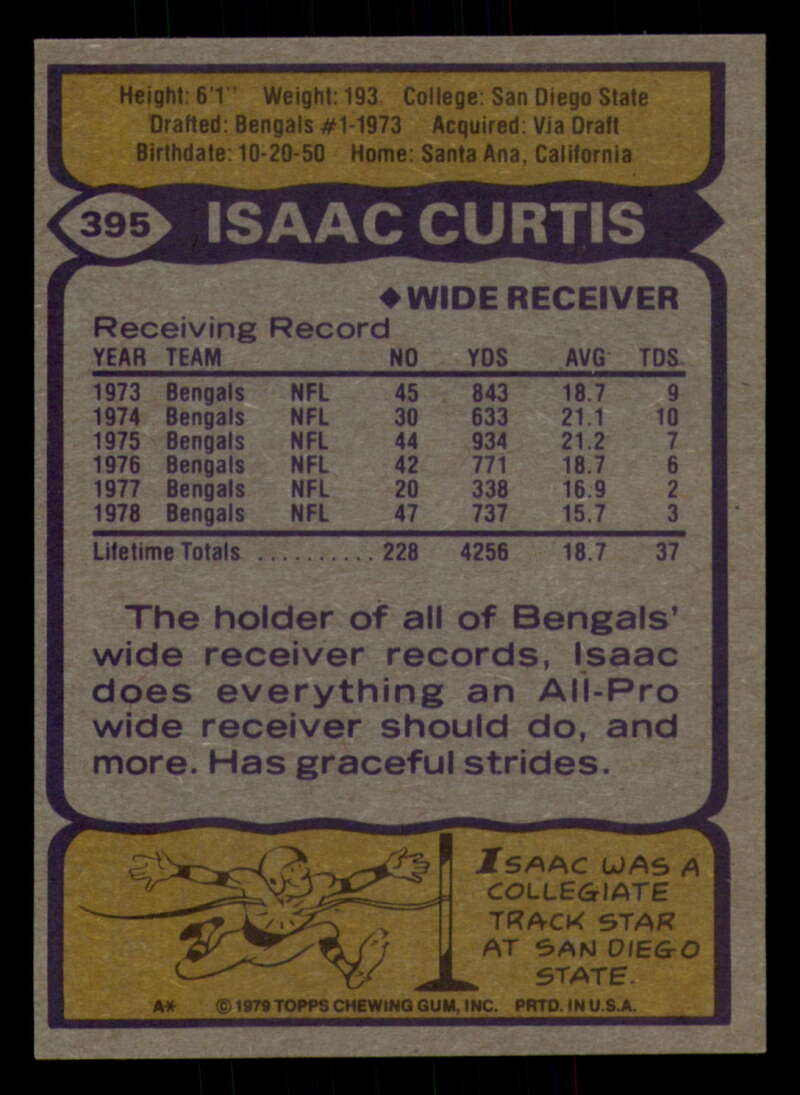 Height: 6'1" Weight: 193 College: San Diego State
Drafted: Bengals #1-1973 Acquired: Via Draft
Birthdate: 10-20-50 Home: Santa Ana, California
395 ISAAC CURTIS
◆WIDE RECEIVER
Receiving Record
YEAR TEAM NO YDS AVG TDS
1973 Bengals NFL 45 843 18.7 9
1974 Bengals NFL 30 633 21.1 10
1975 Bengals NFL 44 934 21.2 7
1976 Bengals NFL 42 771 18.7 6
1977 Bengals NFL 20 338 16.9 2
1978 Bengals NFL 47 737 15.7 3
Lifetime Totals .......... 228 4256 18.7 37
The holder of all of Bengals'
wide receiver records, Isaac
does everything an All-Pro
wide receiver should do, and
more. Has graceful strides.
ISAAC WAS A
COLLEGIATE
TRACK STAR
AT SAN DIEGO
STATE.
A* © 1979 TOPPS CHEWING GUM, INC. PRTD. IN U.S.A.